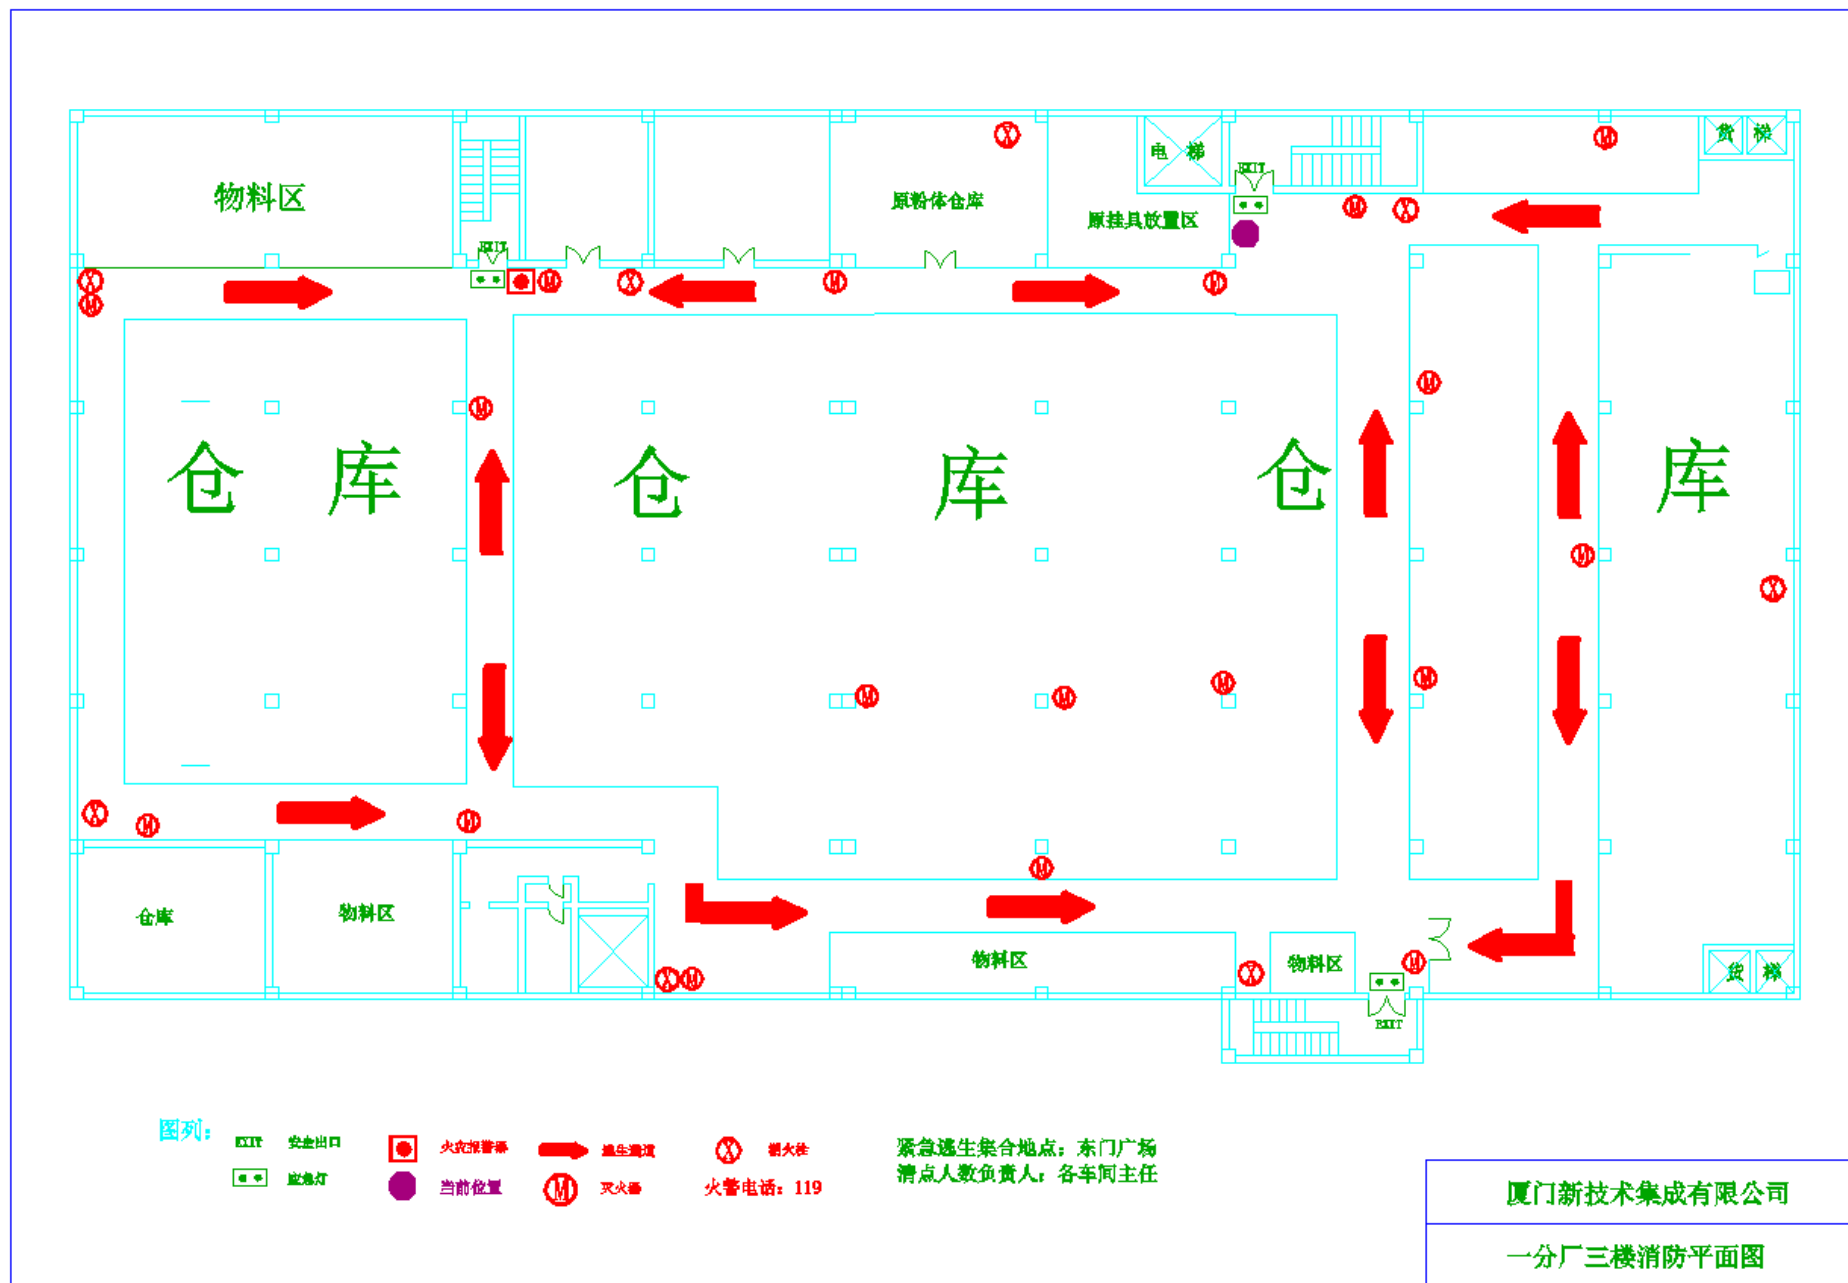 货 梯
电 梯
EXIT
物料区
原粉体仓库
原挂具放置区
EXIT
仓 库
仓 库
仓 库
仓库
物料区
物料区
物料区
货 梯
EXIT
图列：
EXIT 安全出口
火灾报警器
逃生通道
消火栓
应急灯
当前位置
灭火器
火警电话：119
紧急逃生集合地点：东门广场
清点人数负责人：各车间主任
厦门新技术集成有限公司
一分厂三楼消防平面图